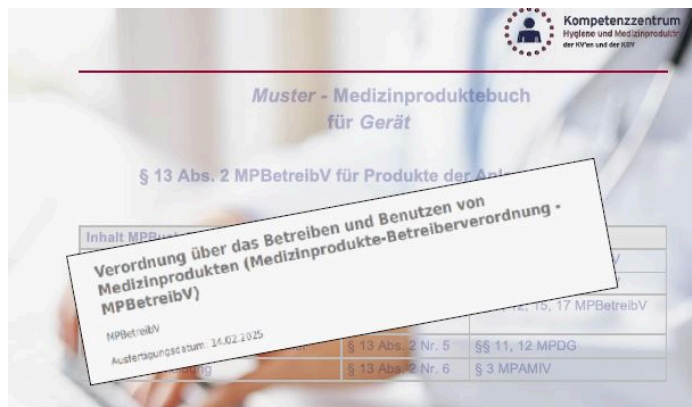 Kompetenzzentrum
Hygiene und Medizinprodukte
der KV'en und der KBV
Muster - Medizinproduktebuch
für Gerät
§ 13 Abs. 2 MPBetreibV für Produkte der
Inhalt
Verordnung über das Betreiben und Benutzen von
Medizinprodukten (Medizinprodukte-Betreiberverordnung -
MPBetreibV)
MPBetreibV
Ausfertigungsdatum: 14.02.2025
12, 15, 17 MPBetreibV
§ 13 Abs. 2 Nr. 5 §§ 11, 12 MPDG
§ 13 Abs. 2 Nr. 6 § 3 MPAMIV